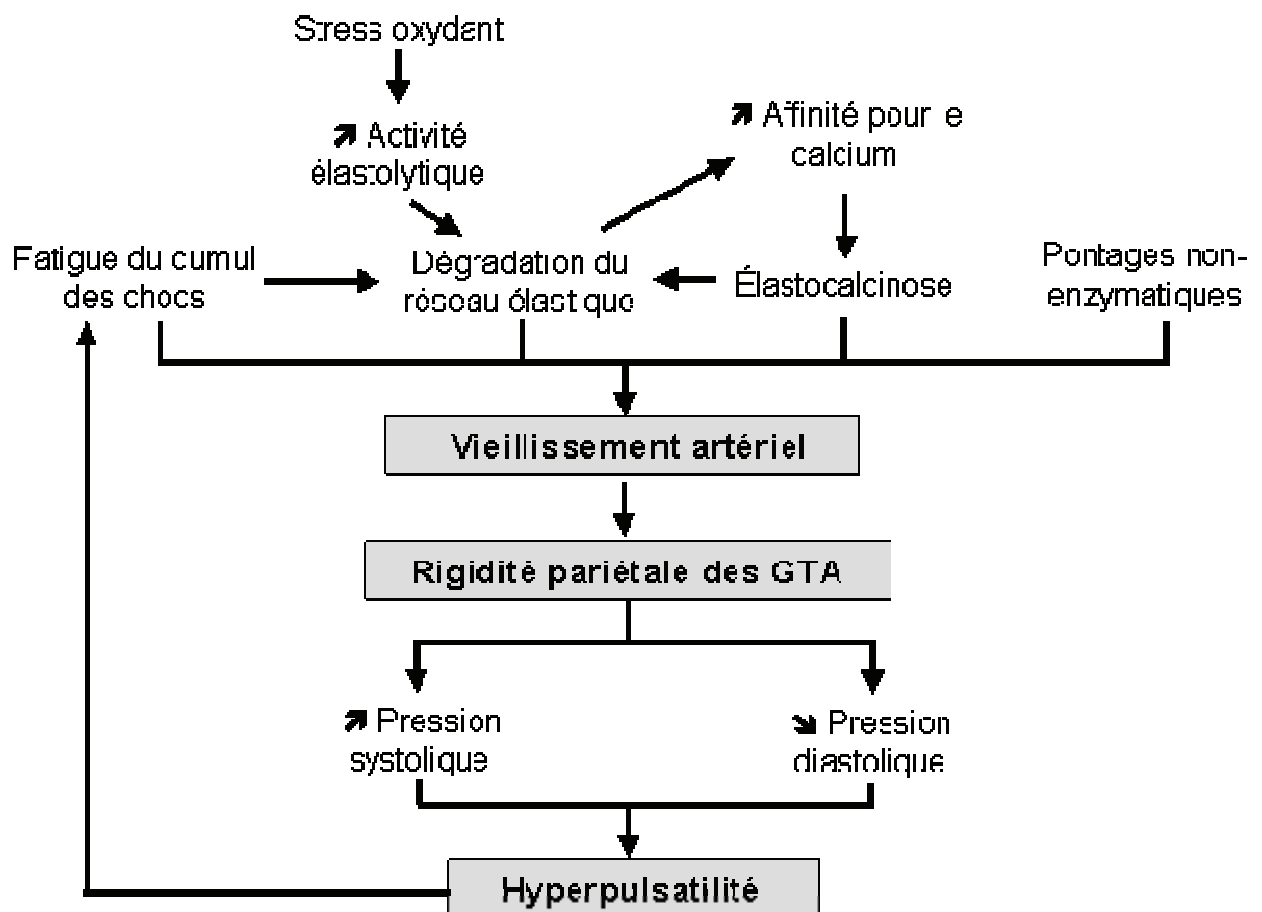 Stress oxydant
↗ Activité
élastolytique
↗ Affinité pour le
calcium
Fatigue du cumul
des chocs
Dégradation du
réseau élastique
Élastocalcinose
Pontages non-
enzymatiques
Vieillissement artériel
Rigidité pariétale des GTA
↗ Pression
systolique
↘ Pression
diastolique
Hyperpulsatilité